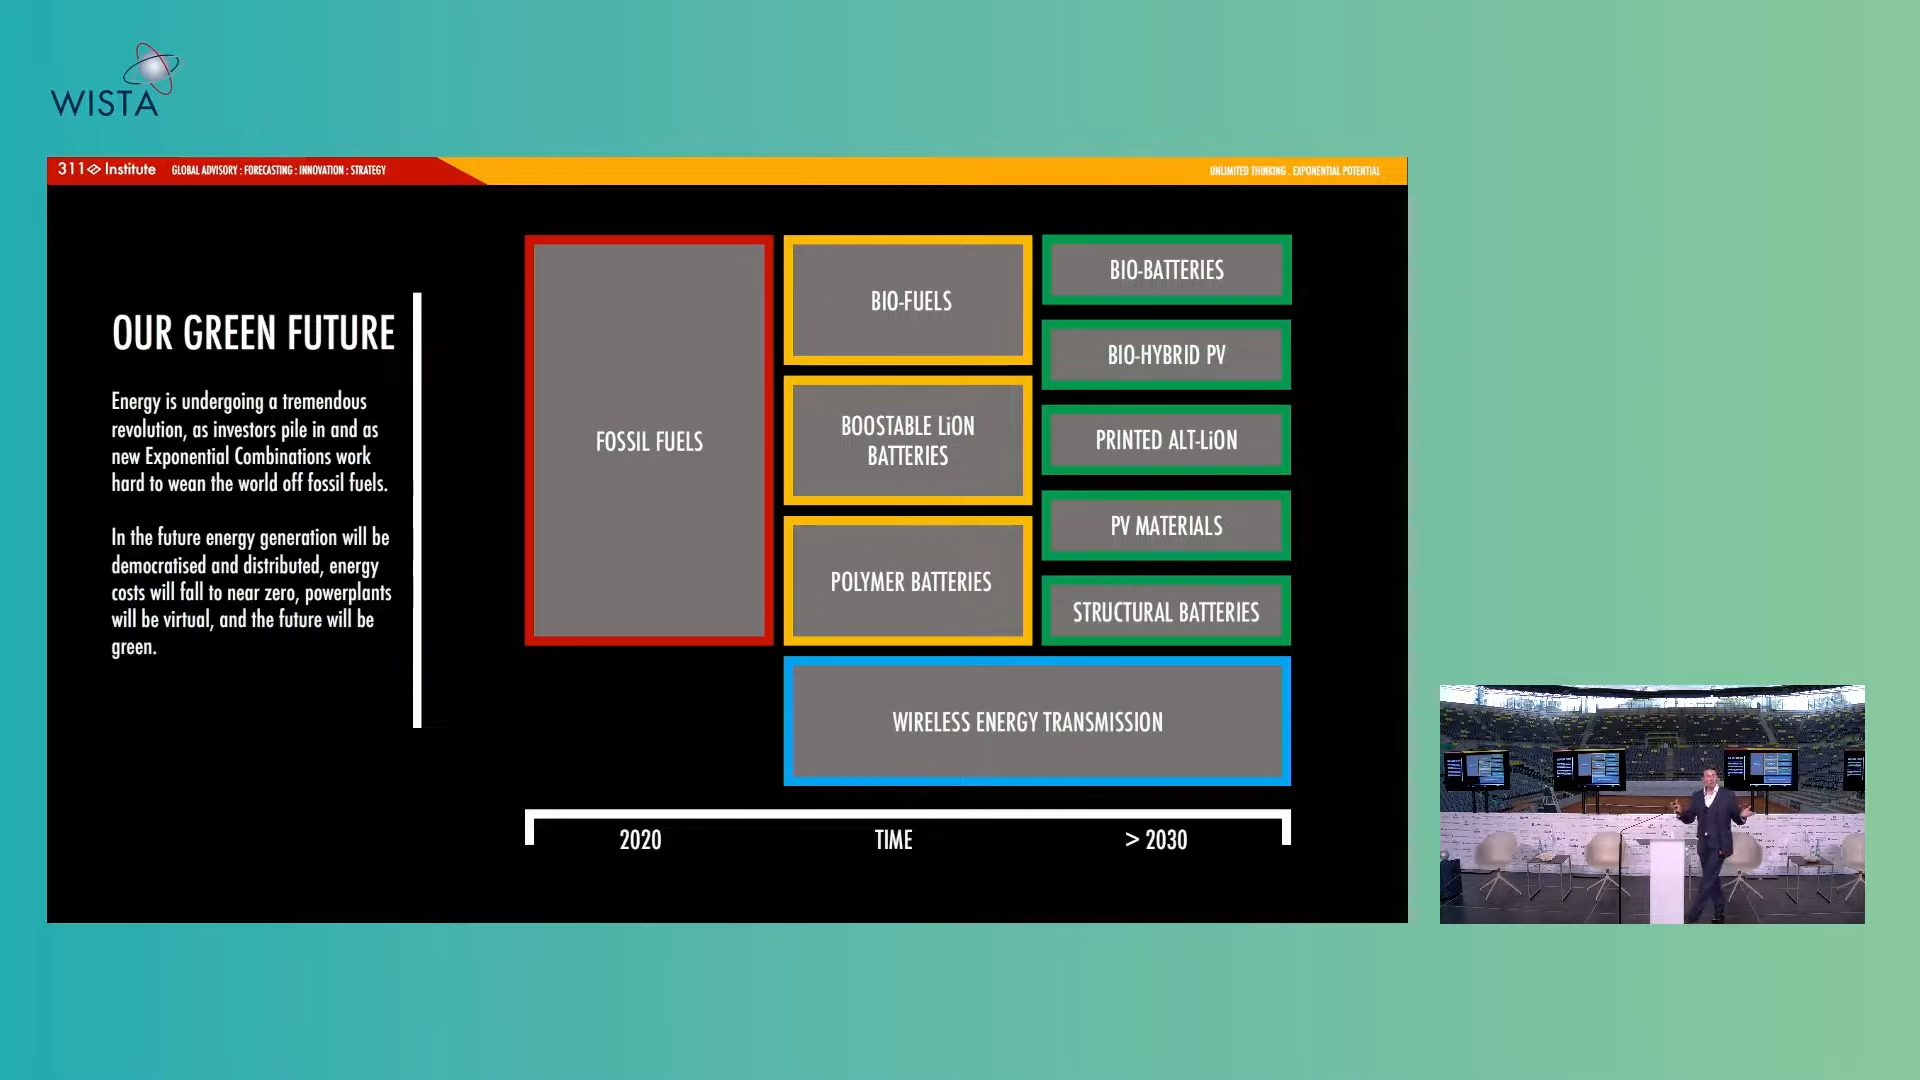 WISTA
311 Institute GLOBAL ADVISORY : FORECASTING : INNOVATION : STRATEGY
UNLIMITED THINKING . EXPONENTIAL POTENTIAL
OUR GREEN FUTURE
Energy is undergoing a tremendous
revolution, as investors pile in and as
new Exponential Combinations work
hard to wean the world off fossil fuels.
In the future energy generation will be
democratised and distributed, energy
costs will fall to near zero, powerplants
will be virtual, and the future will be
green.
FOSSIL FUELS
BIO-FUELS
BOOSTABLE LiON
BATTERIES
POLYMER BATTERIES
BIO-BATTERIES
BIO-HYBRID PV
PRINTED ALT-LiON
PV MATERIALS
STRUCTURAL BATTERIES
WIRELESS ENERGY TRANSMISSION
2020 TIME > 2030